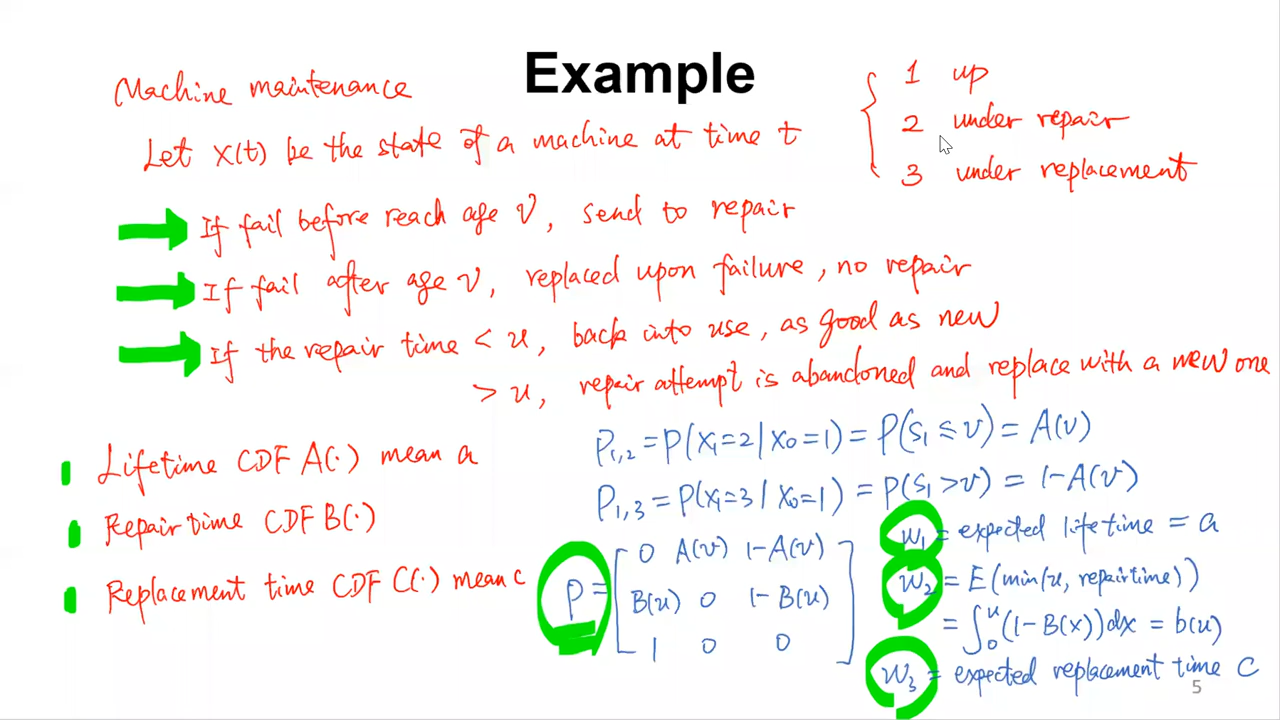 Example
Machine maintenance
Let X(t) be the state of a machine at time t
1 up
2 under repair
3 under replacement
If fail before reach age v, send to repair
If fail after age v, replaced upon failure, no repair
If the repair time < u, back into use, as good as new
> u, repair attempt is abandoned and replace with a new one
Lifetime CDF A(·) mean a
Repair time CDF B(·)
Replacement time CDF C(·) mean c
P1,2 = P(X1=2 | X0=1) = P(S1 ≤ v) = A(v)
P1,3 = P(X1=3 | X0=1) = P(S1 > v) = 1-A(v)
P = [ 0 A(v) 1-A(v)
B(u) 0 1-B(u)
1 0 0 ]
w1 = expected lifetime = a
w2 = E(min(u, repairtime))
= ∫₀ᵘ (1-B(x))dx = b(u)
w3 = expected replacement time c
5